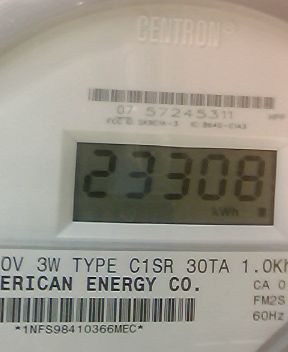 CENTRON®
07 57245311
23308
kWh
0V 3W TYPE C1SR 30TA 1.0K
ERICAN ENERGY CO.
CA 0
FM2S
60Hz
*1NFS98410366MEC*